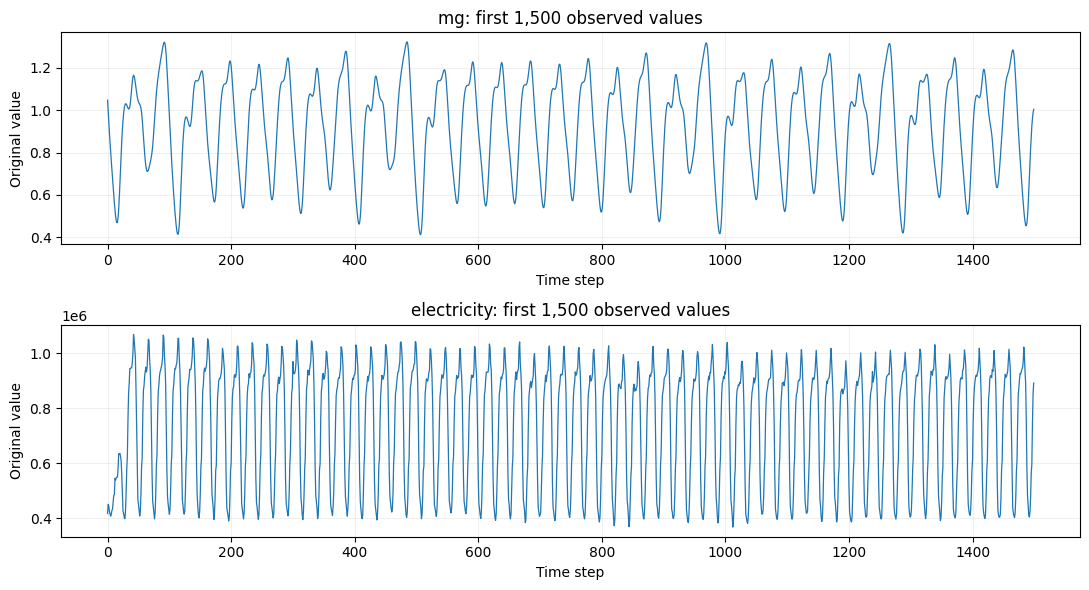 mg: first 1,500 observed values
Original value
1.2
1.0
0.8
0.6
0.4
0 200 400 600 800 1000 1200 1400
Time step
electricity: first 1,500 observed values
1e6
Original value
1.0
0.8
0.6
0.4
0 200 400 600 800 1000 1200 1400
Time step